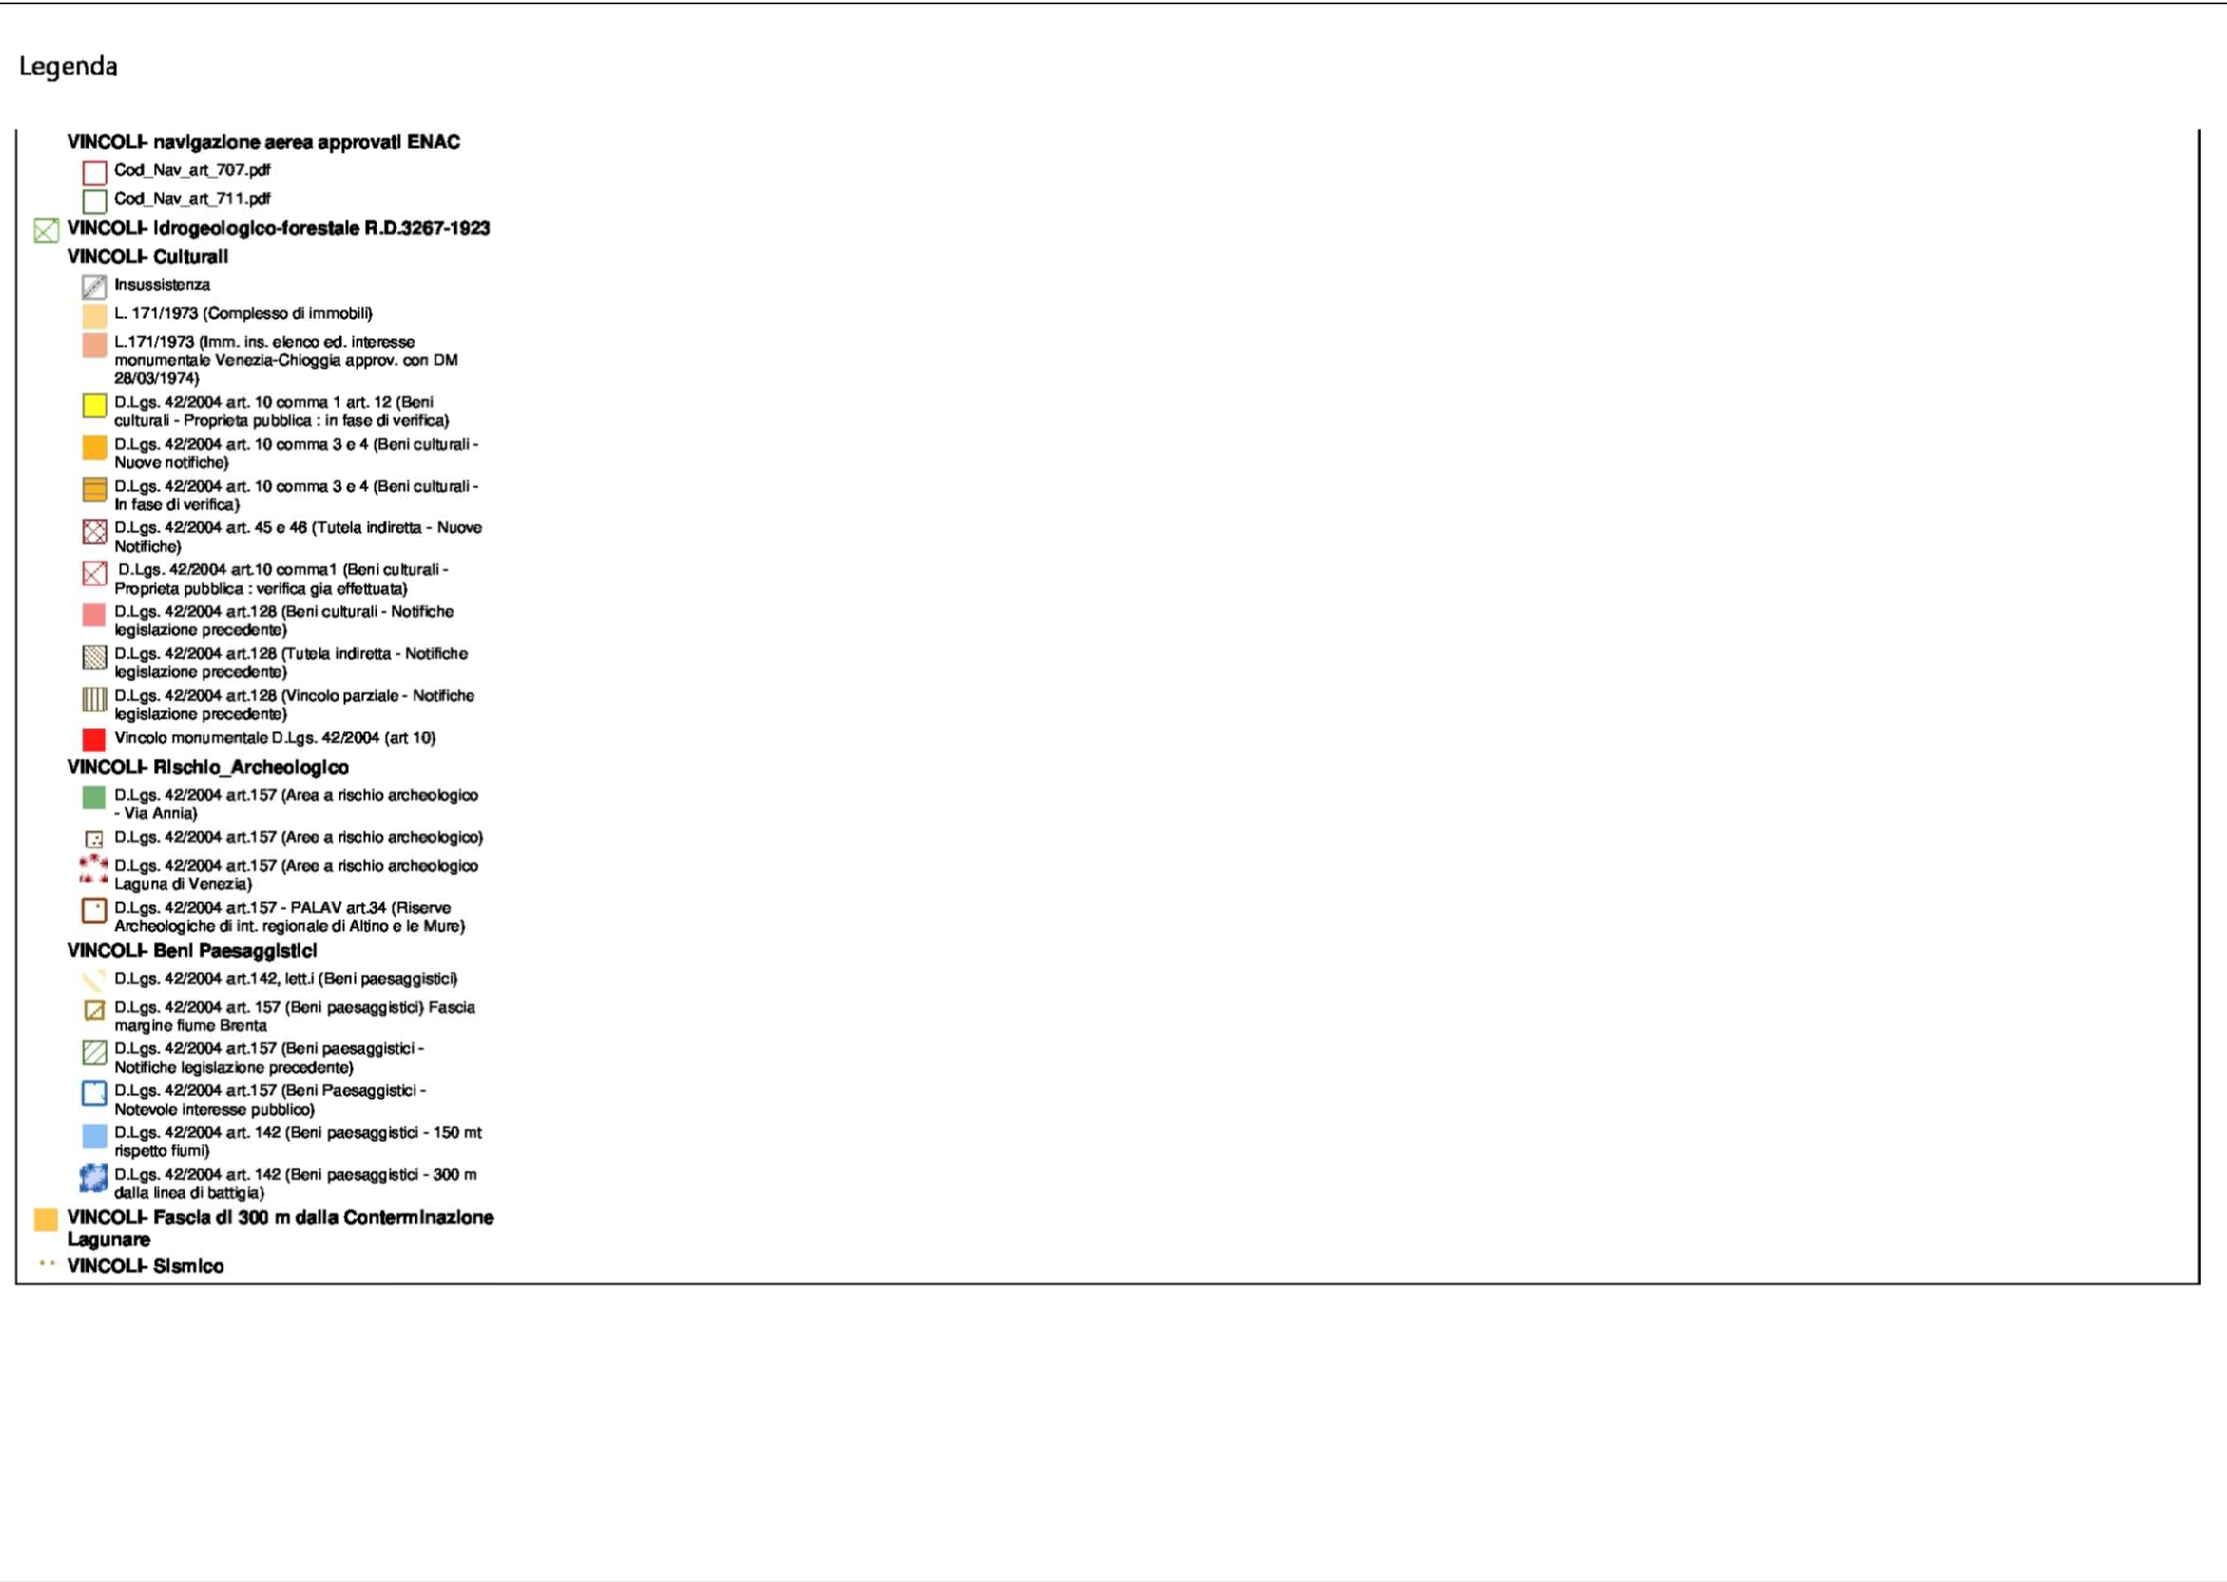 Legenda
VINCOLI- navigazione aerea approvati ENAC
Cod_Nav_art_707.pdf
Cod_Nav_art_711.pdf
VINCOLI- Idrogeologico-forestale R.D.3267-1923
VINCOLI- Culturali
Insussistenza
L. 171/1973 (Complesso di immobili)
L.171/1973 (Imm. ins. elenco ed. interesse
monumentale Venezia-Chioggia approv. con DM
28/03/1974)
D.Lgs. 42/2004 art. 10 comma 1 art. 12 (Beni
culturali - Proprieta pubblica : in fase di verifica)
D.Lgs. 42/2004 art. 10 comma 3 e 4 (Beni culturali -
Nuove notifiche)
D.Lgs. 42/2004 art. 10 comma 3 e 4 (Beni culturali -
In fase di verifica)
D.Lgs. 42/2004 art. 45 e 46 (Tutela indiretta - Nuove
Notifiche)
D.Lgs. 42/2004 art.10 comma1 (Beni culturali -
Proprieta pubblica : verifica gia effettuata)
D.Lgs. 42/2004 art.128 (Beni culturali - Notifiche
legislazione precedente)
D.Lgs. 42/2004 art.128 (Tutela indiretta - Notifiche
legislazione precedente)
D.Lgs. 42/2004 art.128 (Vincolo parziale - Notifiche
legislazione precedente)
Vincolo monumentale D.Lgs. 42/2004 (art 10)
VINCOLI- Rischio_Archeologico
D.Lgs. 42/2004 art.157 (Area a rischio archeologico
- Via Annia)
D.Lgs. 42/2004 art.157 (Aree a rischio archeologico)
D.Lgs. 42/2004 art.157 (Aree a rischio archeologico
Laguna di Venezia)
D.Lgs. 42/2004 art.157 - PALAV art.34 (Riserve
Archeologiche di int. regionale di Altino e le Mure)
VINCOLI- Beni Paesaggistici
D.Lgs. 42/2004 art.142, lett.i (Beni paesaggistici)
D.Lgs. 42/2004 art. 157 (Beni paesaggistici) Fascia
margine fiume Brenta
D.Lgs. 42/2004 art.157 (Beni paesaggistici -
Notifiche legislazione precedente)
D.Lgs. 42/2004 art.157 (Beni Paesaggistici -
Notevole interesse pubblico)
D.Lgs. 42/2004 art. 142 (Beni paesaggistici - 150 mt
rispetto fiumi)
D.Lgs. 42/2004 art. 142 (Beni paesaggistici - 300 m
dalla linea di battigia)
VINCOLI- Fascia di 300 m dalla Conterminazione
Lagunare
VINCOLI- Sismico